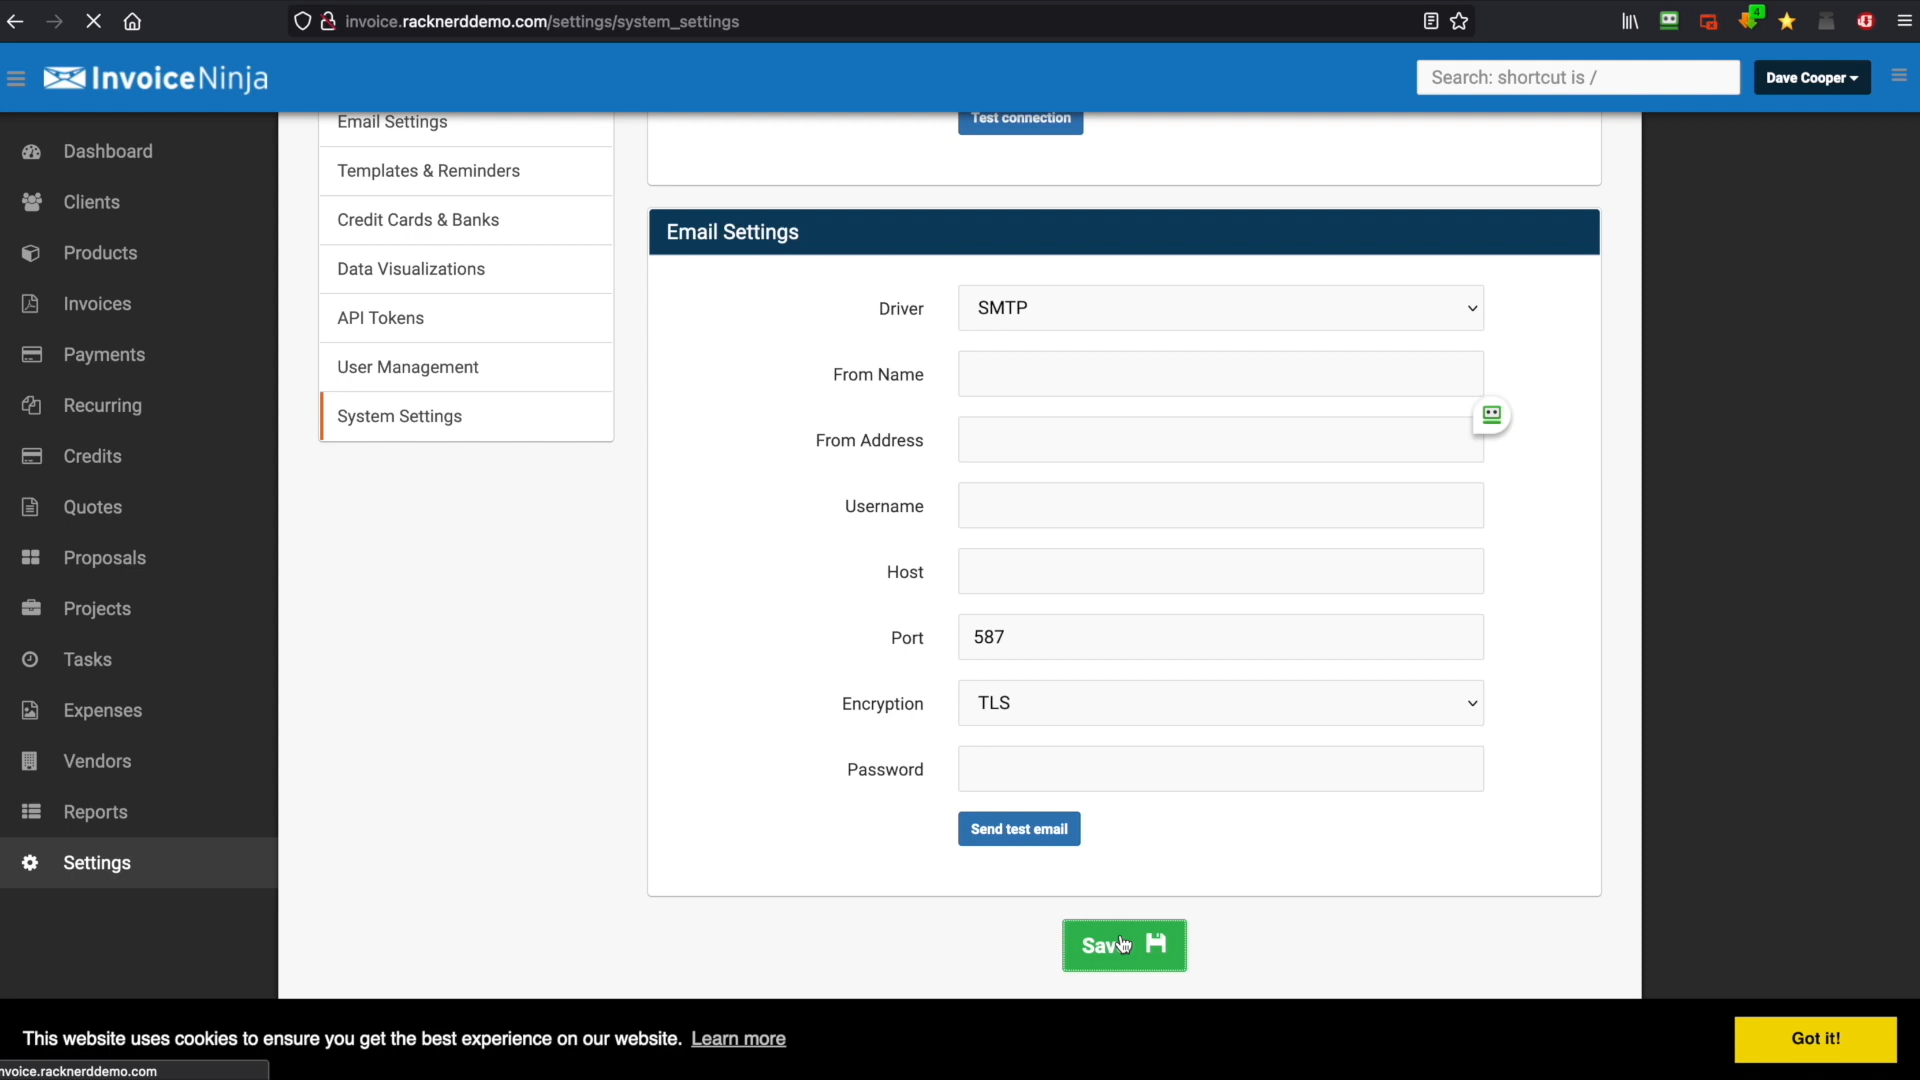 invoice.racknerddemo.com/settings/system_settings
4
InvoiceNinja
Search: shortcut is /
Dave Cooper
Dashboard
Clients
Products
Invoices
Payments
Recurring
Credits
Quotes
Proposals
Projects
Tasks
Expenses
Vendors
Reports
Settings
Email Settings
Templates & Reminders
Credit Cards & Banks
Data Visualizations
API Tokens
User Management
System Settings
Test connection
Email Settings
Driver
SMTP
From Name
From Address
Username
Host
Port
587
Encryption
TLS
Password
Send test email
Save
This website uses cookies to ensure you get the best experience on our website. Learn more
Got it!
nvoice.racknerddemo.com